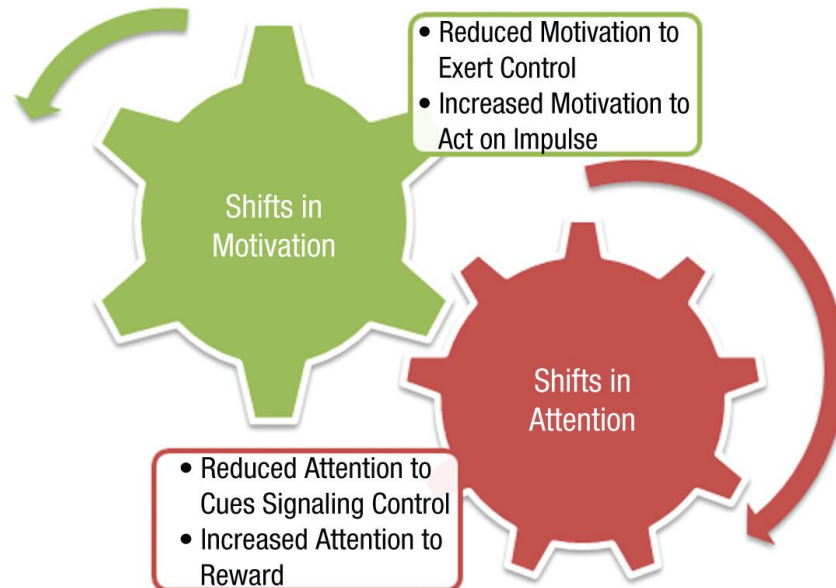 • Reduced Motivation to
Exert Control
• Increased Motivation to
Act on Impulse
Shifts in
Motivation
Shifts in
Attention
• Reduced Attention to
Cues Signaling Control
• Increased Attention to
Reward